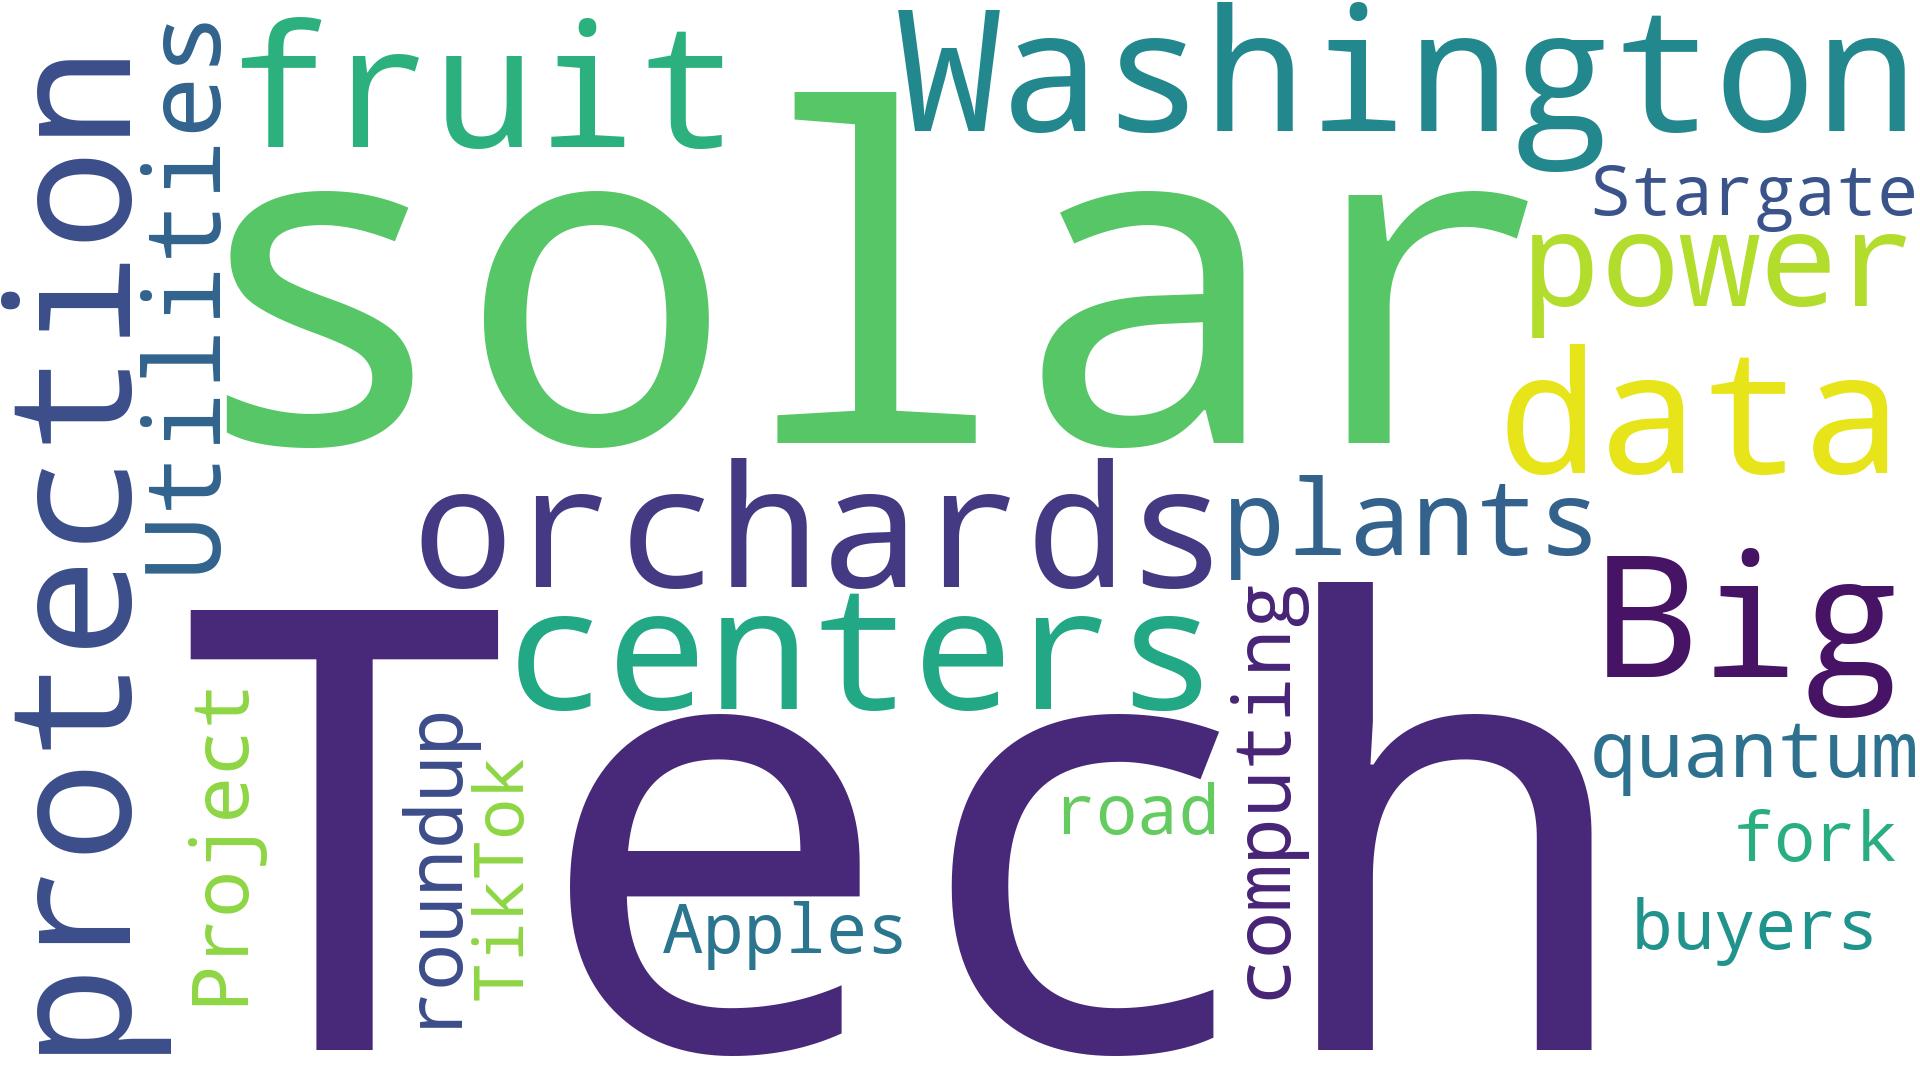 fruit
Washington
solar
Stargate
power
data
protection
Utilities
orchards
plants
centers
Big
Tech
computing
quantum
road
fork
Project
roundup
TikTok
Apples
buyers